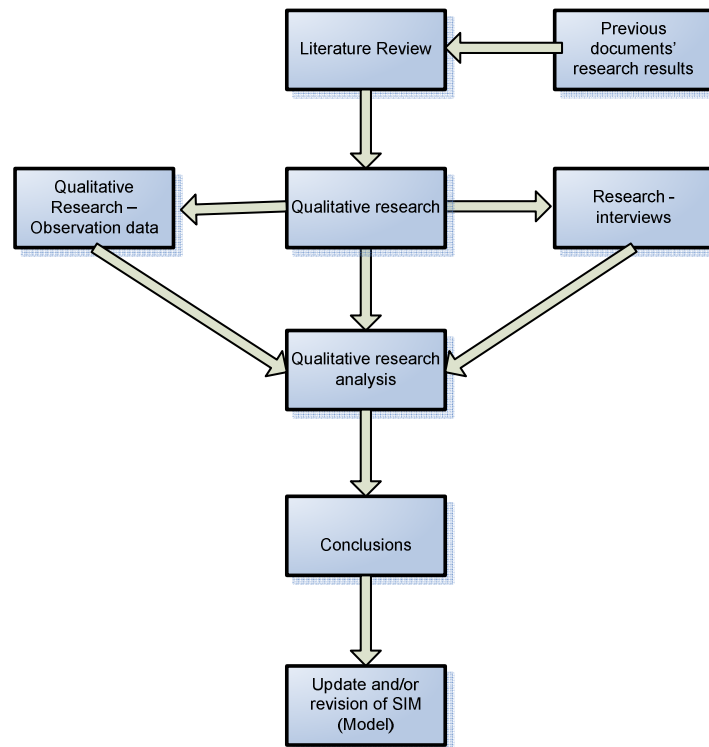 Literature Review
Previous
documents’
research results
Qualitative
Research –
Observation data
Qualitative research
Research -
interviews
Qualitative research
analysis
Conclusions
Update and/or
revision of SIM
(Model)